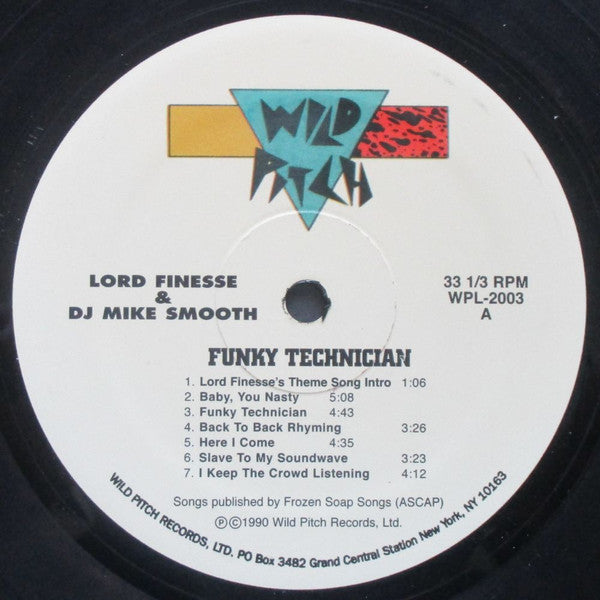 WILD
PITCH
LORD FINESSE
&
DJ MIKE SMOOTH
33 1/3 RPM
WPL-2003
A
FUNKY TECHNICIAN
1. Lord Finesse's Theme Song Intro 1:06
2. Baby, You Nasty 5:08
3. Funky Technician 4:43
4. Back To Back Rhyming 3:26
5. Here I Come 4:35
6. Slave To My Soundwave 3:23
7. I Keep The Crowd Listening 4:12
Songs published by Frozen Soap Songs (ASCAP)
℗©1990 Wild Pitch Records, Ltd.
WILD PITCH RECORDS, LTD. PO Box 3482 Grand Central Station New York, NY 10163